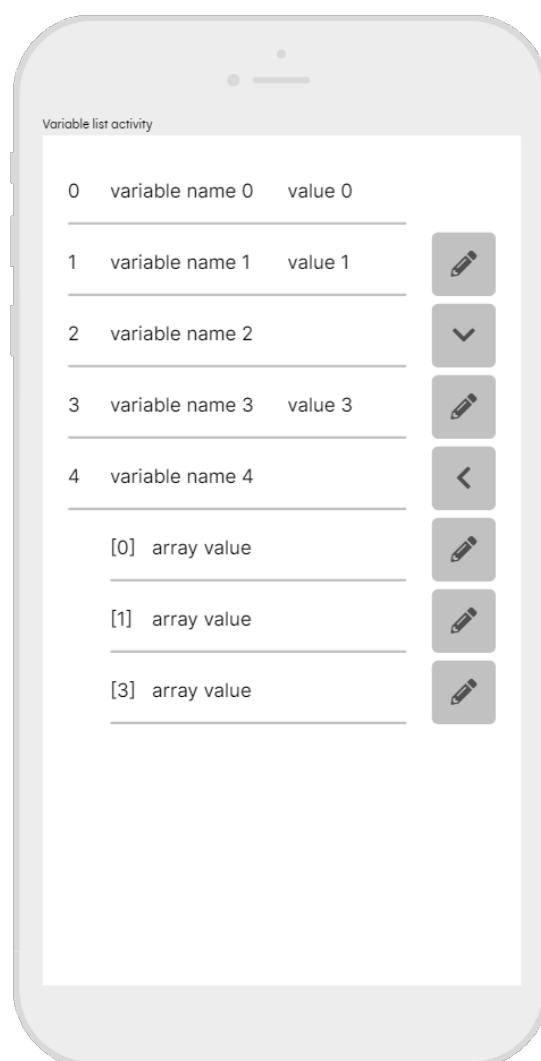 Variable list activity
0 variable name 0 value 0
1 variable name 1 value 1
2 variable name 2
3 variable name 3 value 3
4 variable name 4
[0] array value
[1] array value
[3] array value